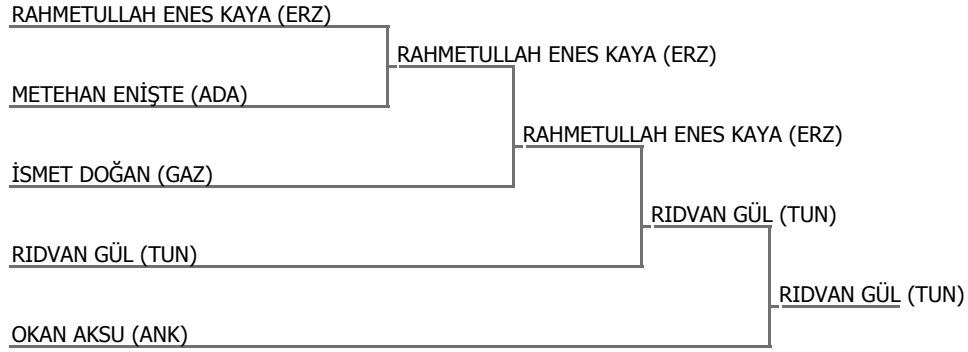 RAHMETULLAH ENES KAYA (ERZ)
RAHMETULLAH ENES KAYA (ERZ)
METEHAN ENİŞTE (ADA)
RAHMETULLAH ENES KAYA (ERZ)
İSMET DOĞAN (GAZ)
RIDVAN GÜL (TUN)
RIDVAN GÜL (TUN)
RIDVAN GÜL (TUN)
OKAN AKSU (ANK)